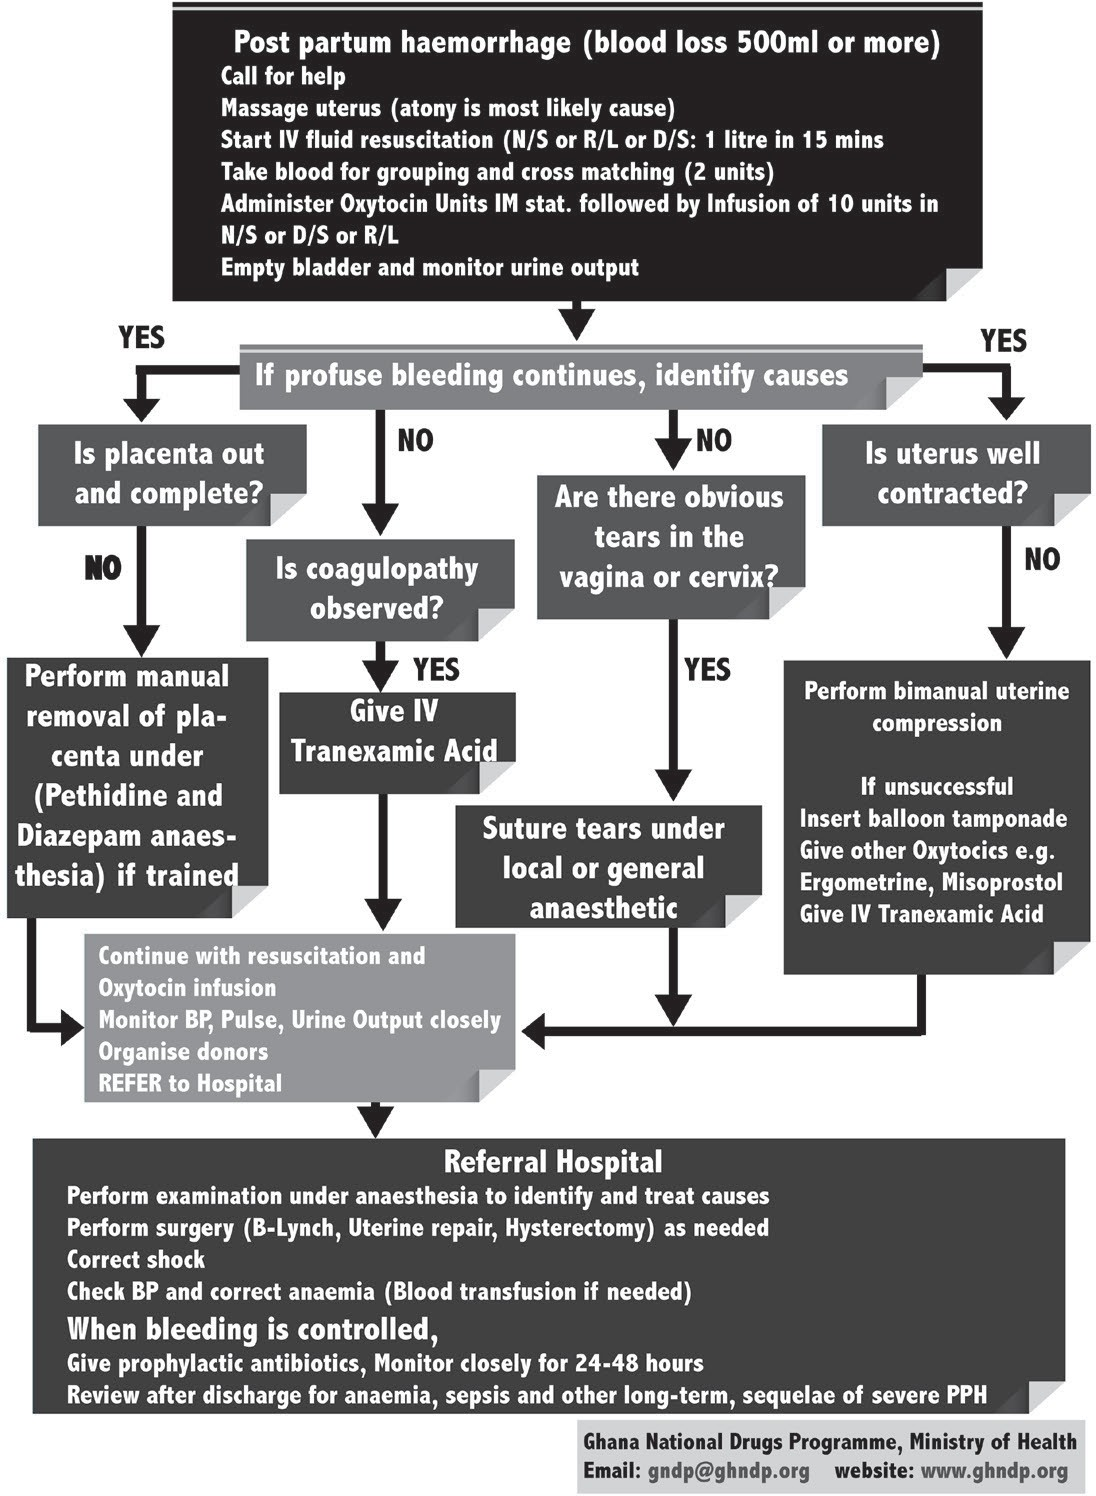 Post partum haemorrhage (blood loss 500ml or more)
Call for help
Massage uterus (atony is most likely cause)
Start IV fluid resuscitation (N/S or R/L or D/S: 1 litre in 15 mins
Take blood for grouping and cross matching (2 units)
Administer Oxytocin Units IM stat. followed by Infusion of 10 units in
N/S or D/S or R/L
Empty bladder and monitor urine output
YES
YES
If profuse bleeding continues, identify causes
Is placenta out
and complete?
NO
Perform manual
removal of pla-
centa under
(Pethidine and
Diazepam anaes-
thesia) if trained
NO
Is coagulopathy
observed?
YES
Give IV
Tranexamic Acid
NO
Are there obvious
tears in the
vagina or cervix?
YES
Suture tears under
local or general
anaesthetic
Is uterus well
contracted?
NO
Perform bimanual uterine
compression
If unsuccessful
Insert balloon tamponade
Give other Oxytocics e.g.
Ergometrine, Misoprostol
Give IV Tranexamic Acid
Continue with resuscitation and
Oxytocin infusion
Monitor BP, Pulse, Urine Output closely
Organise donors
REFER to Hospital
Referral Hospital
Perform examination under anaesthesia to identify and treat causes
Perform surgery (B-Lynch, Uterine repair, Hysterectomy) as needed
Correct shock
Check BP and correct anaemia (Blood transfusion if needed)
When bleeding is controlled,
Give prophylactic antibiotics, Monitor closely for 24-48 hours
Review after discharge for anaemia, sepsis and other long-term, sequelae of severe PPH
Ghana National Drugs Programme, Ministry of Health
Email: gndp@ghndp.org website: www.ghndp.org